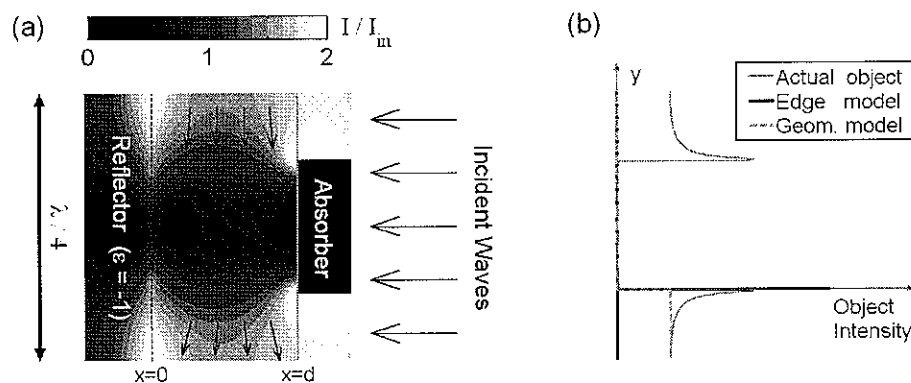 (a)
I / I_in
0 1 2
λ / 4
Reflector (ε = -1)
Absorber
Incident Waves
x=0
x=d
(b)
y
Actual object
Edge model
Geom. model
Object
Intensity